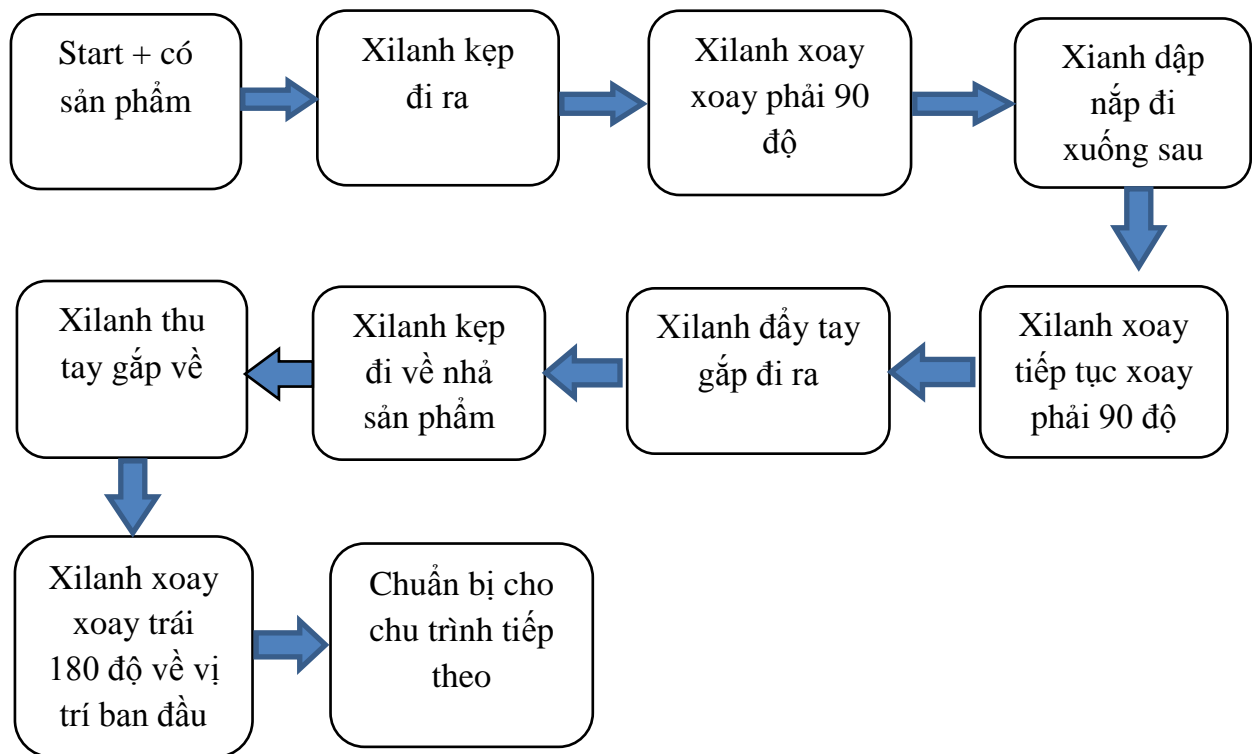 Start + có
sản phẩm
Xilanh kẹp
đi ra
Xilanh xoay
xoay phải 90
độ
Xianh dập
nắp đi
xuống sau
Xilanh xoay
tiếp tục xoay
phải 90 độ
Xilanh đẩy tay
gắp đi ra
Xilanh kẹp
đi về nhả
sản phẩm
Xilanh thu
tay gắp về
Xilanh xoay
xoay trái
180 độ về vị
trí ban đầu
Chuẩn bị cho
chu trình tiếp
theo